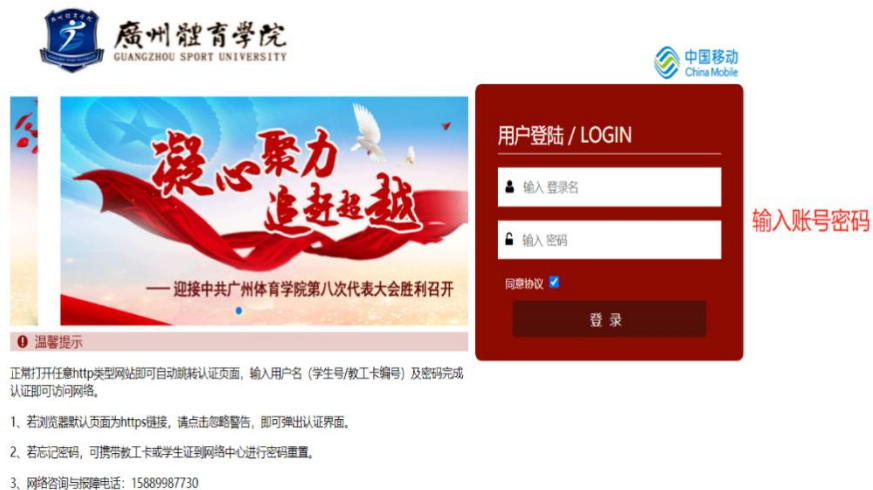 廣州體育學院
GUANGZHOU SPORT UNIVERSITY
中国移动
China Mobile
凝心聚力
追赶超越
—— 迎接中共广州体育学院第八次代表大会胜利召开
用户登陆 / LOGIN
输入 登录名
输入 密码
同意协议
登 录
输入账号密码
温馨提示
正常打开任意http类型网站即可自动跳转认证页面，输入用户名（学生号/教工卡编号）及密码完成
认证即可访问网络。
1、若浏览器默认页面为https链接，请点击忽略警告，即可弹出认证界面。
2、若忘记密码，可携带教工卡或学生证到网络中心进行密码重置。
3、网络咨询与报障电话：15889987730